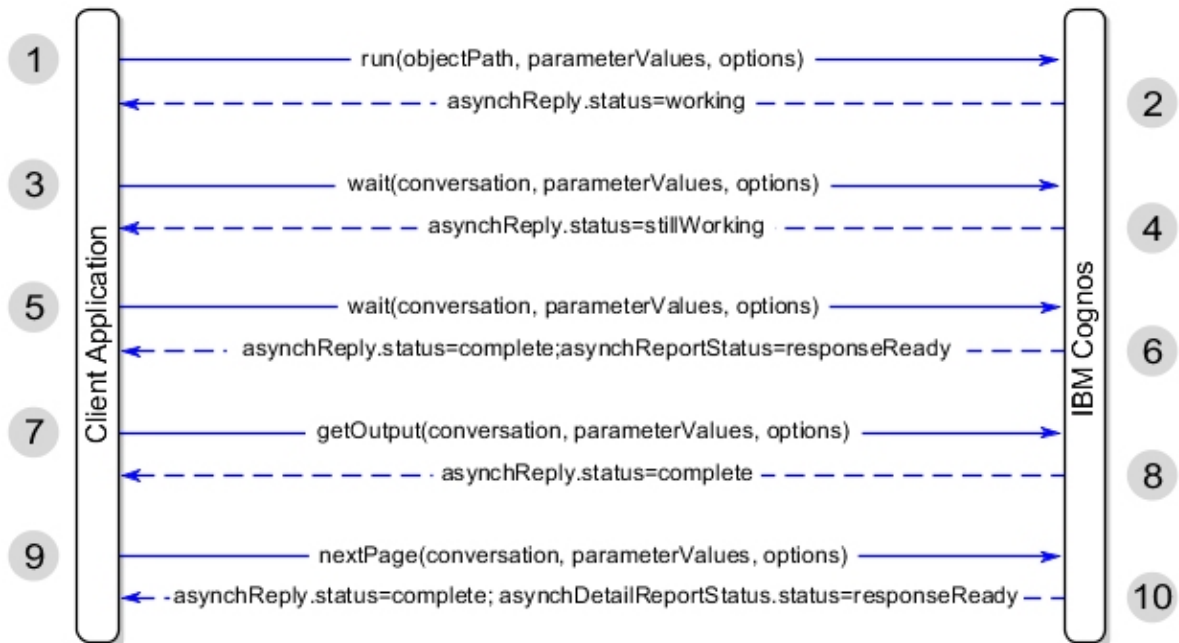 1
run(objectPath, parameterValues, options)
asynchReply.status=working
2
3
wait(conversation, parameterValues, options)
asynchReply.status=stillWorking
4
5
wait(conversation, parameterValues, options)
asynchReply.status=complete;asynchReportStatus=responseReady
6
7
getOutput(conversation, parameterValues, options)
asynchReply.status=complete
8
9
nextPage(conversation, parameterValues, options)
asynchReply.status=complete; asynchDetailReportStatus.status=responseReady
10
Client Application
IBM Cognos